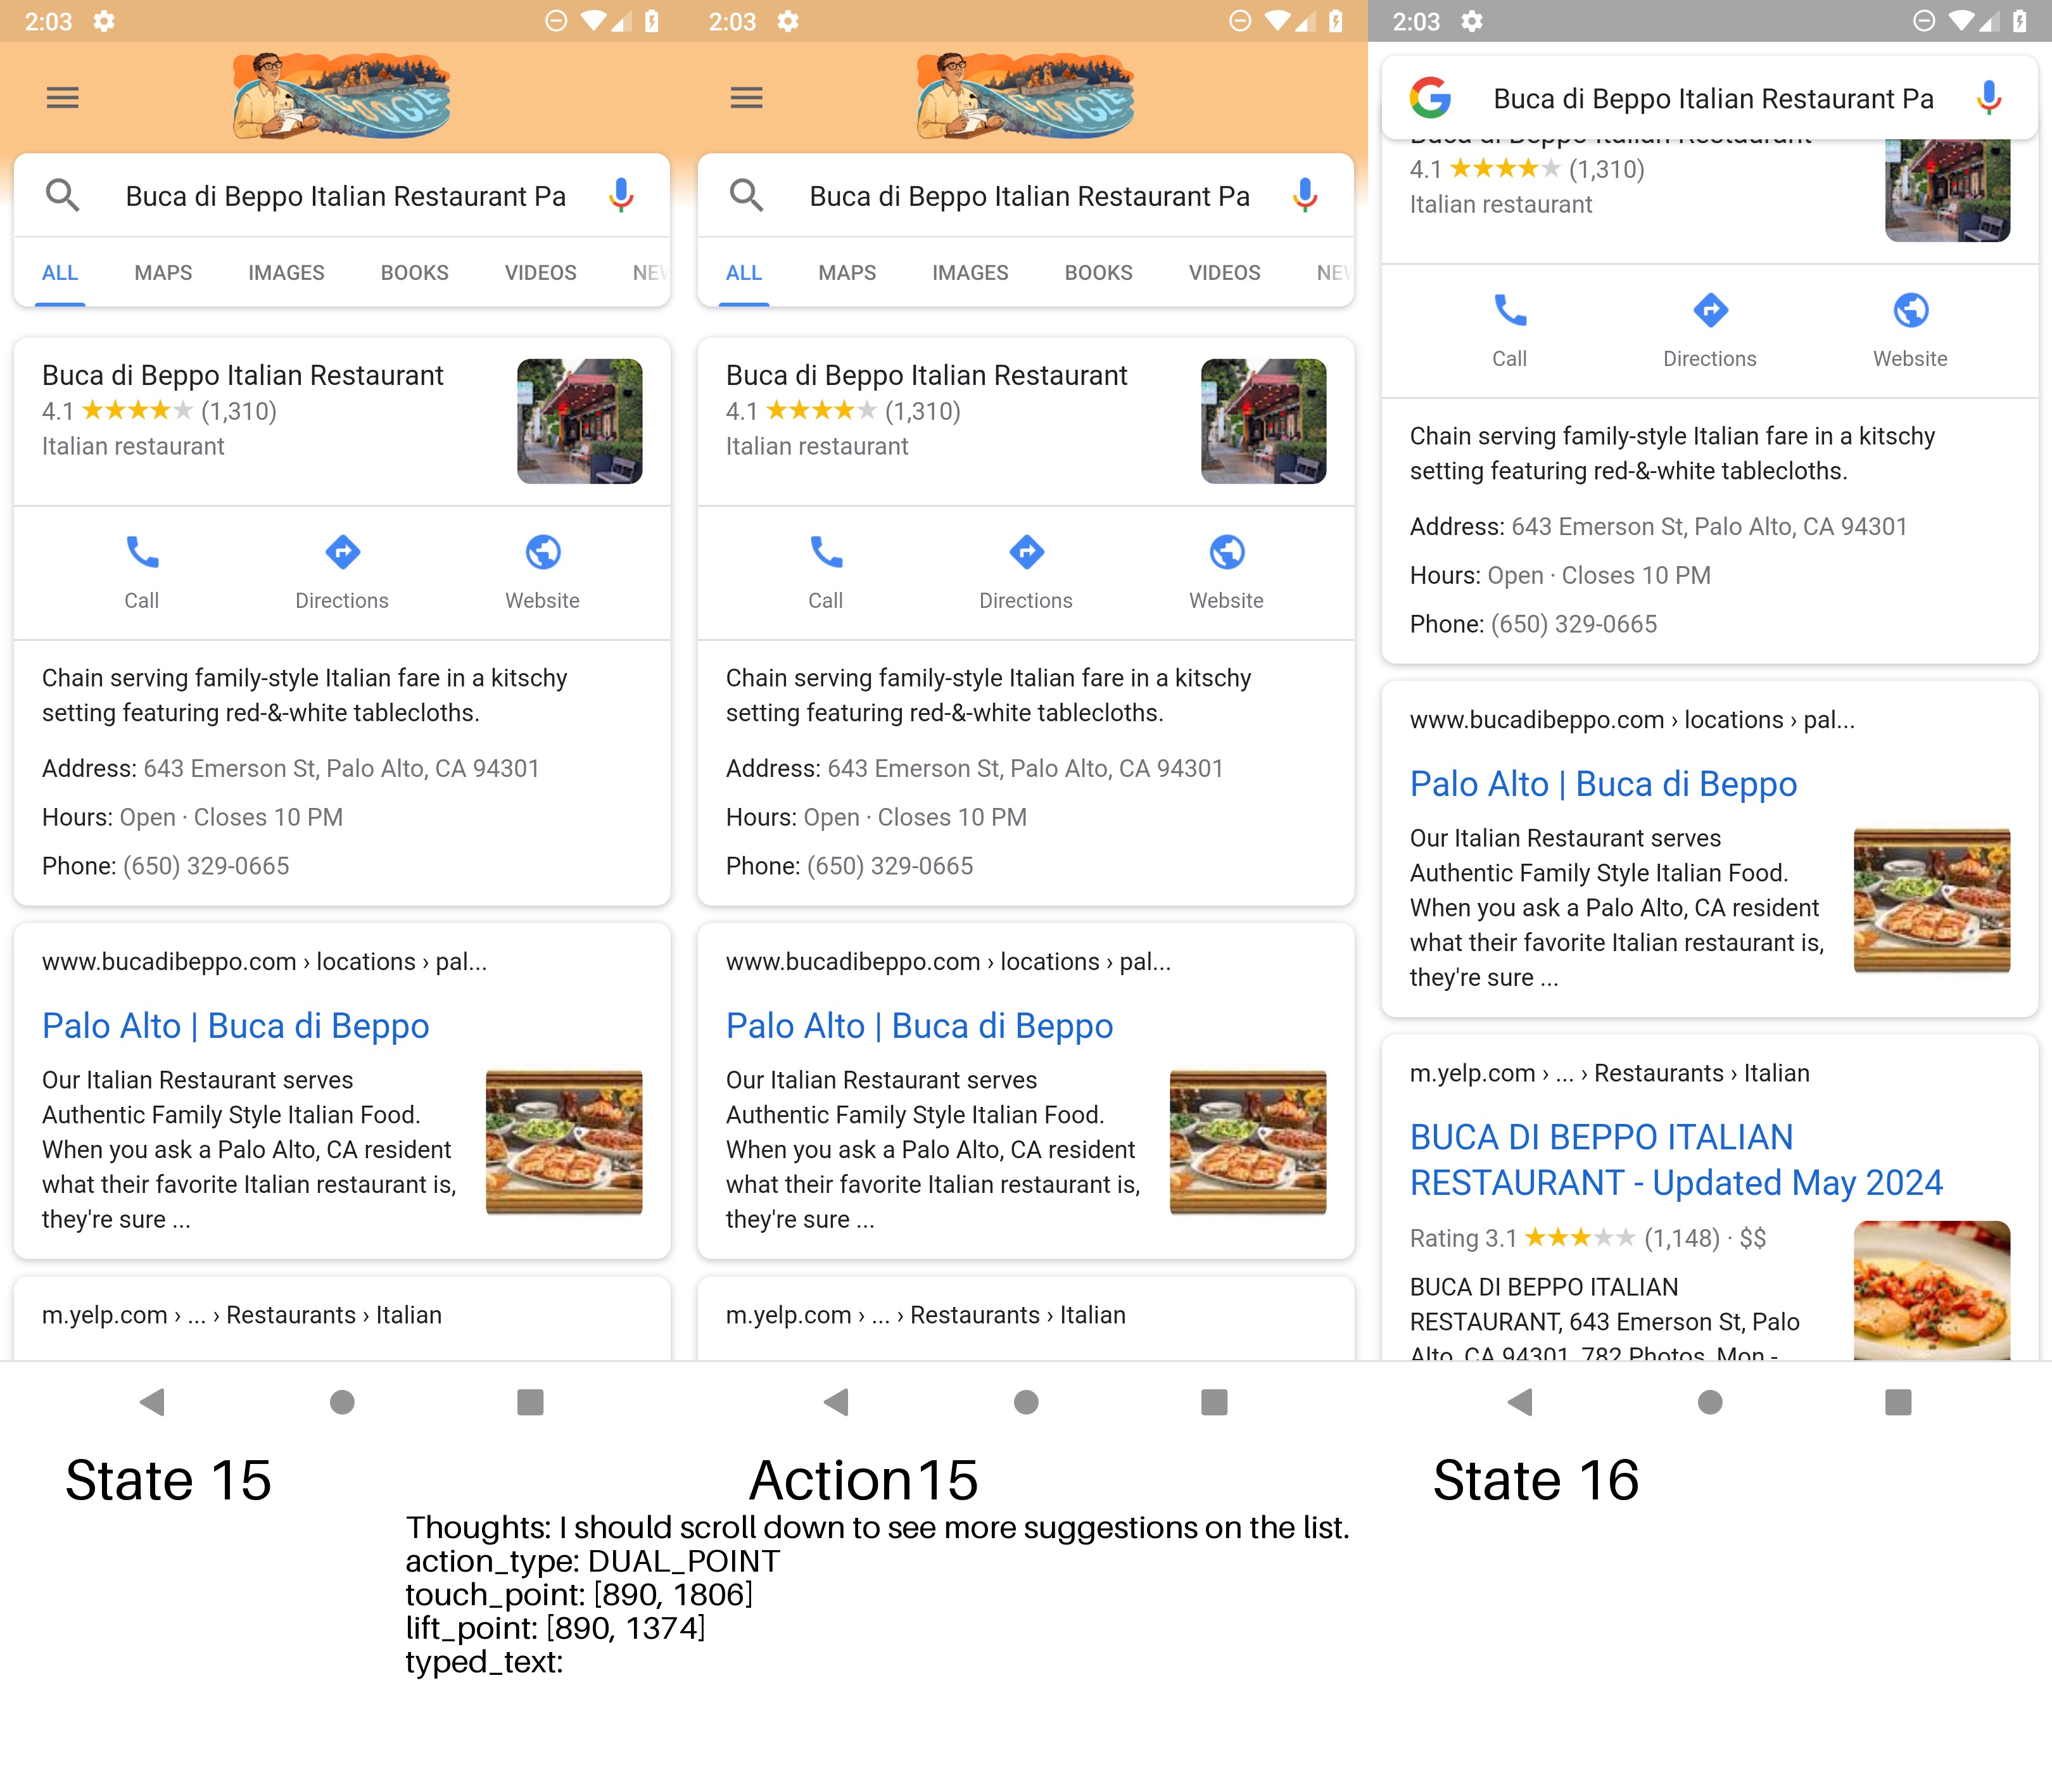 2:03
GOOGLE
Buca di Beppo Italian Restaurant Pa
ALL MAPS IMAGES BOOKS VIDEOS NEW
Buca di Beppo Italian Restaurant
4.1 (1,310)
Italian restaurant
Call Directions Website
Chain serving family-style Italian fare in a kitschy
setting featuring red-&-white tablecloths.
Address: 643 Emerson St, Palo Alto, CA 94301
Hours: Open · Closes 10 PM
Phone: (650) 329-0665
www.bucadibeppo.com › locations › pal...
Palo Alto | Buca di Beppo
Our Italian Restaurant serves
Authentic Family Style Italian Food.
When you ask a Palo Alto, CA resident
what their favorite Italian restaurant is,
they're sure ...
m.yelp.com › ... › Restaurants › Italian
State 15
2:03
GOOGLE
Buca di Beppo Italian Restaurant Pa
ALL MAPS IMAGES BOOKS VIDEOS NEW
Buca di Beppo Italian Restaurant
4.1 (1,310)
Italian restaurant
Call Directions Website
Chain serving family-style Italian fare in a kitschy
setting featuring red-&-white tablecloths.
Address: 643 Emerson St, Palo Alto, CA 94301
Hours: Open · Closes 10 PM
Phone: (650) 329-0665
www.bucadibeppo.com › locations › pal...
Palo Alto | Buca di Beppo
Our Italian Restaurant serves
Authentic Family Style Italian Food.
When you ask a Palo Alto, CA resident
what their favorite Italian restaurant is,
they're sure ...
m.yelp.com › ... › Restaurants › Italian
Action15
Thoughts: I should scroll down to see more suggestions on the list.
action_type: DUAL_POINT
touch_point: [890, 1806]
lift_point: [890, 1374]
typed_text:
2:03
G Buca di Beppo Italian Restaurant Pa
Buca di Beppo Italian Restaurant
4.1 (1,310)
Italian restaurant
Call Directions Website
Chain serving family-style Italian fare in a kitschy
setting featuring red-&-white tablecloths.
Address: 643 Emerson St, Palo Alto, CA 94301
Hours: Open · Closes 10 PM
Phone: (650) 329-0665
www.bucadibeppo.com › locations › pal...
Palo Alto | Buca di Beppo
Our Italian Restaurant serves
Authentic Family Style Italian Food.
When you ask a Palo Alto, CA resident
what their favorite Italian restaurant is,
they're sure ...
m.yelp.com › ... › Restaurants › Italian
BUCA DI BEPPO ITALIAN
RESTAURANT - Updated May 2024
Rating 3.1 (1,148) · $$
BUCA DI BEPPO ITALIAN
RESTAURANT, 643 Emerson St, Palo
Alto, CA 94301, 782 Photos, Mon -
State 16